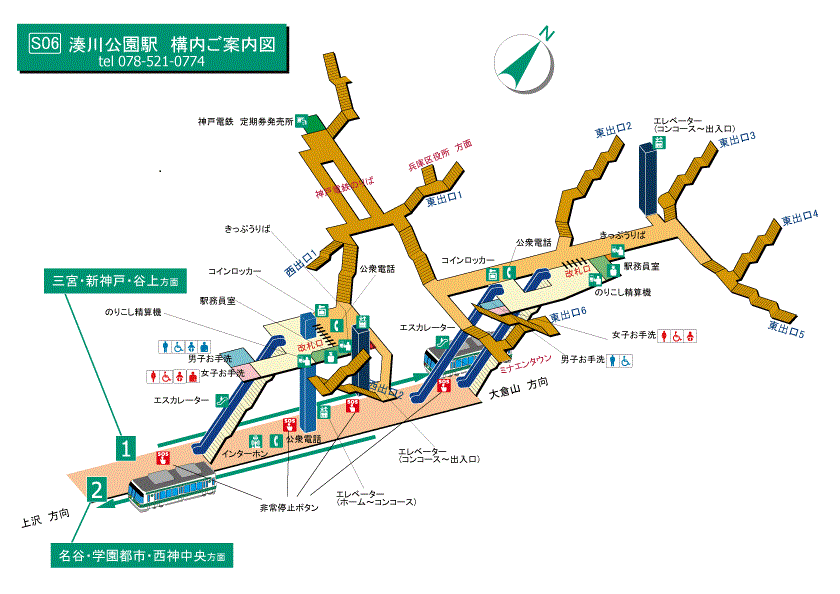 S06 湊川公園駅 構内ご案内図
tel 078-521-0774
N
神戸電鉄 定期券発売所
神戸電鉄のりば
兵庫区役所 方面
東出口1
東出口2
エレベーター
(コンコース～出入口)
東出口3
東出口4
東出口5
きっぷうりば
西出口1
公衆電話
コインロッカー
駅務員室
のりこし精算機
改札口
男子お手洗
女子お手洗
エスカレーター
西出口2
三宮・新神戸・谷上方面
きっぷうりば
公衆電話
コインロッカー
改札口
駅務員室
のりこし精算機
エスカレーター
東出口6
女子お手洗
男子お手洗
ミナエンタウン
大倉山 方向
SOS
SOS
SOS
SOS
インターホン
公衆電話
エレベーター
(コンコース～出入口)
エレベーター
(ホーム～コンコース)
非常停止ボタン
1
2
上沢 方向
名谷・学園都市・西神中央方面